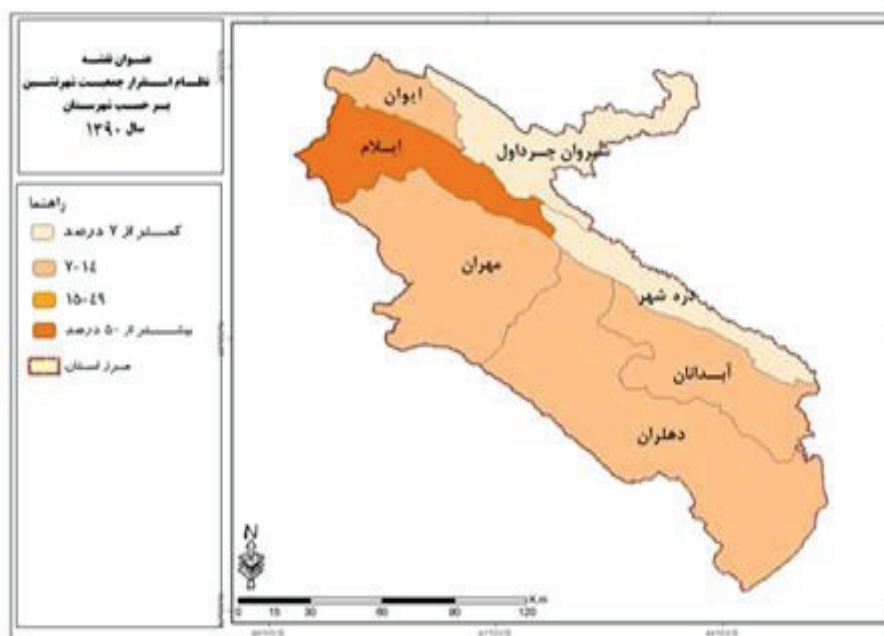 عنوان نقشه
نظام استقرار جمعیت شهرنشین
بر حسب شهرستان
سال ۱۳۹۰
راهنما
کمتر از ۷ درصد
۷-۱۴
۱۵-۴۹
بیشتر از ۵۰ درصد
مرز استان
ایوان
ایلام
شیروان چرداول
مهران
دره شهر
آبدانان
دهلران
N
0 15 30 60 90 120 K.m